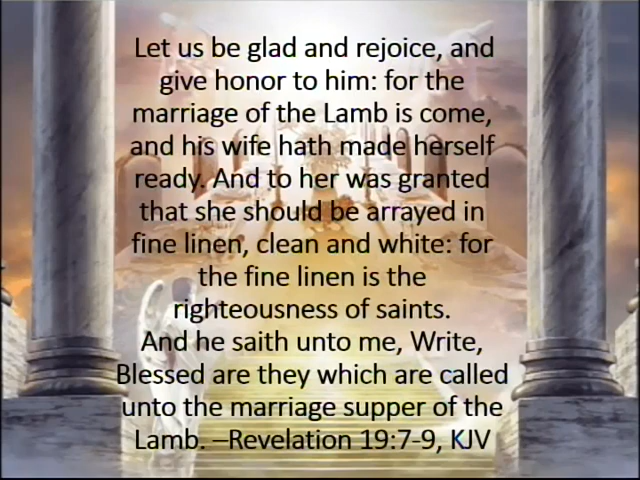 Let us be glad and rejoice, and
give honor to him: for the
marriage of the Lamb is come,
and his wife hath made herself
ready. And to her was granted
that she should be arrayed in
fine linen, clean and white: for
the fine linen is the
righteousness of saints.
And he saith unto me, Write,
Blessed are they which are called
unto the marriage supper of the
Lamb. –Revelation 19:7-9, KJV